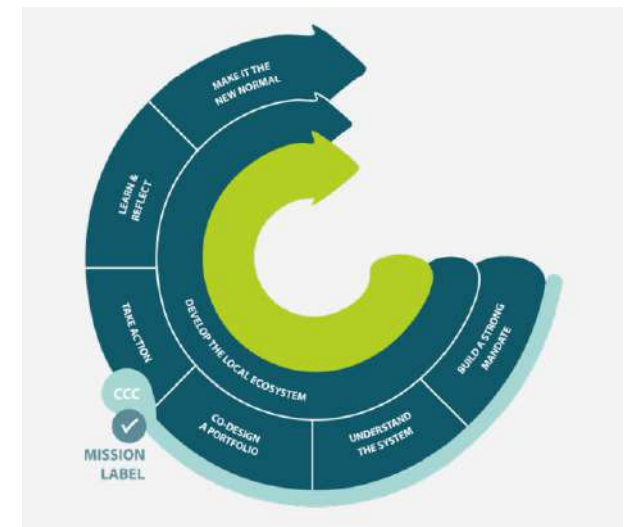 MAKE IT THE
NEW NORMAL
LEARN &
REFLECT
TAKE ACTION
DEVELOP THE LOCAL ECOSYSTEM
BUILD A STRONG
MANDATE
CCC
CO-DESIGN
A PORTFOLIO
UNDERSTAND
THE SYSTEM
MISSION
LABEL